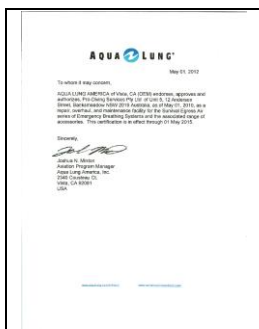 AQUA LUNG
May 01, 2012
To whom it may concern,
AQUA LUNG AMERICA of Vista, CA (OEM) endorses, approves and
authorizes, Pro-Diving Services Pty Ltd of Unit 5, 12 Anderson
Street, Banksmeadow NSW 2019 Australia, as of May 01, 2010, as a
repair, overhaul, and maintenance facility for the Survival Egress Air
series of Emergency Breathing Systems and the associated range of
accessories. This certification is in effect through 01 May 2015.
Sincerely,
Joshua N.
Aviation Program Manager
Aqua Lung America, Inc.
2340 Cousteau Ct.
Vista, CA 92081
USA